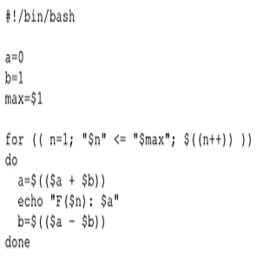 #!/bin/bash

a=0
b=1
max=$1

for (( n=1; "$n" <= "$max"; $((n++)) ))
do
  a=$(($a + $b))
  echo "F($n): $a"
  b=$(($a - $b))
done